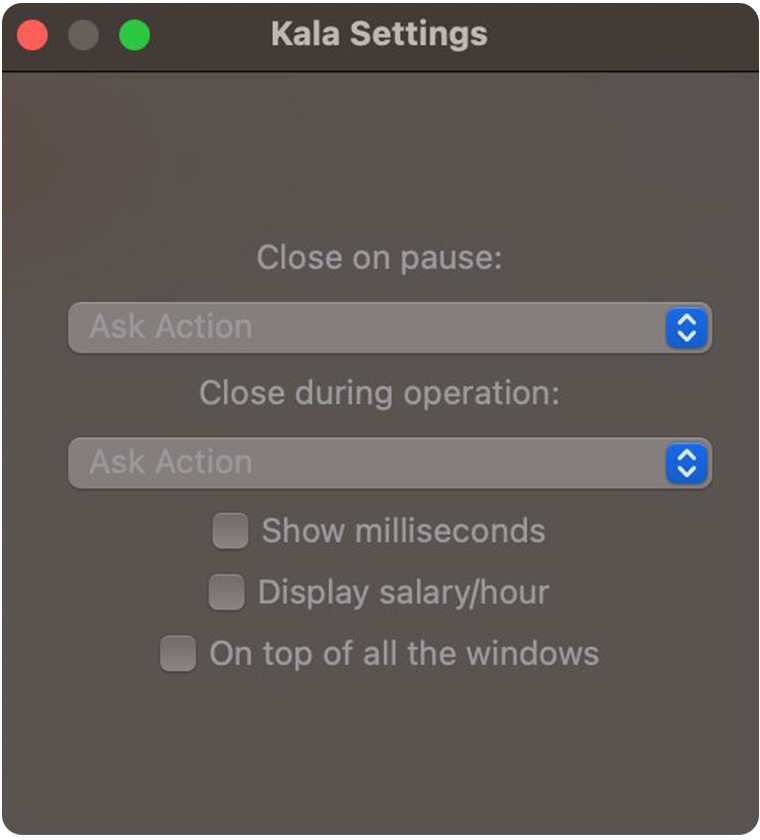 Kala Settings
Close on pause:
Ask Action
Close during operation:
Ask Action
Show milliseconds
Display salary/hour
On top of all the windows